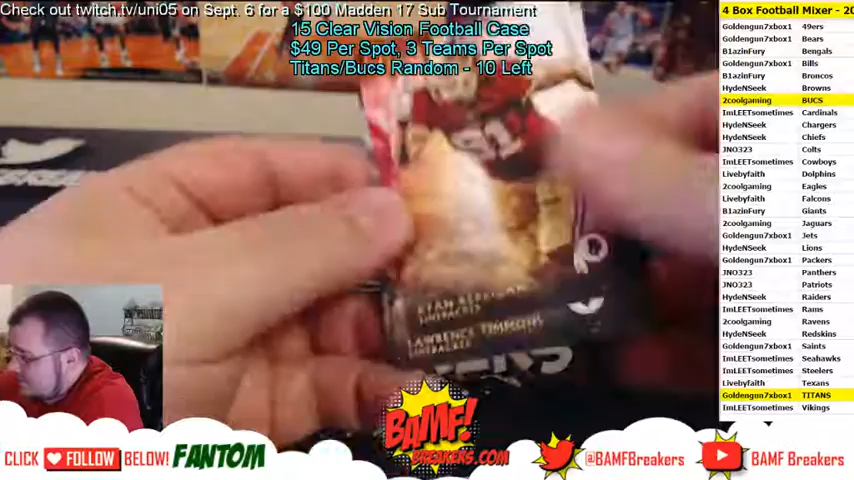 Check out twitch.tv/uni05 on Sept. 6 for a $100 Madden 17 Sub Tournament
15 Clear Vision Football Case
$49 Per Spot, 3 Teams Per Spot
Titans/Bucs Random - 10 Left
4 Box Football Mixer - 20
Goldengun7xbox1 49ers
Goldengun7xbox1 Bears
B1azinFury Bengals
Goldengun7xbox1 Bills
B1azinFury Broncos
HydeNSeek Browns
2coolgaming BUCS
ImLEETsometimes Cardinals
HydeNSeek Chargers
HydeNSeek Chiefs
JNO323 Colts
ImLEETsometimes Cowboys
Livebyfaith Dolphins
2coolgaming Eagles
Livebyfaith Falcons
B1azinFury Giants
2coolgaming Jaguars
Goldengun7xbox1 Jets
HydeNSeek Lions
Goldengun7xbox1 Packers
JNO323 Panthers
JNO323 Patriots
HydeNSeek Raiders
ImLEETsometimes Rams
2coolgaming Ravens
HydeNSeek Redskins
Goldengun7xbox1 Saints
ImLEETsometimes Seahawks
ImLEETsometimes Steelers
Livebyfaith Texans
Goldengun7xbox1 TITANS
ImLEETsometimes Vikings
LAWRENCE TIMMONS
LINEBACKER
CLICK FOLLOW BELOW! FANTOM
BAMF!
BREAKERS.COM
@BAMFBreakers
BAMF Breakers